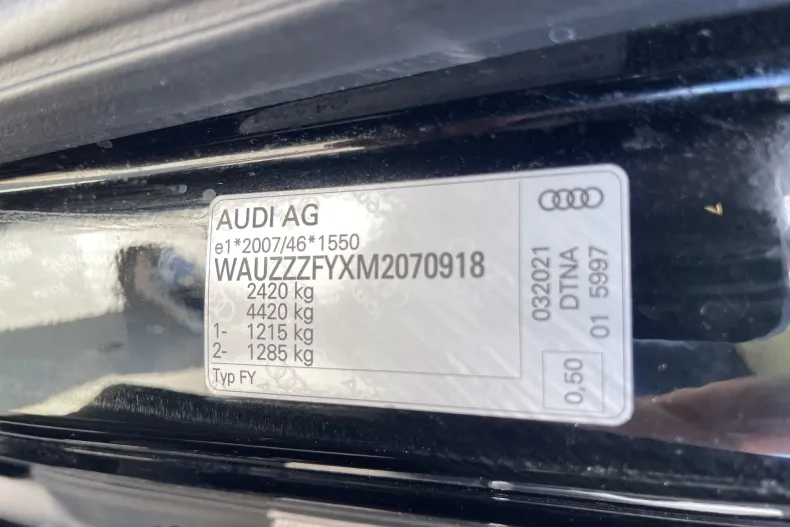 AUDI AG
e1*2007/46*1550
WAUZZZFYXM2070918
2420 kg
4420 kg
1- 1215 kg
2- 1285 kg
Typ FY
032021
DTNA
01 5997
0,50